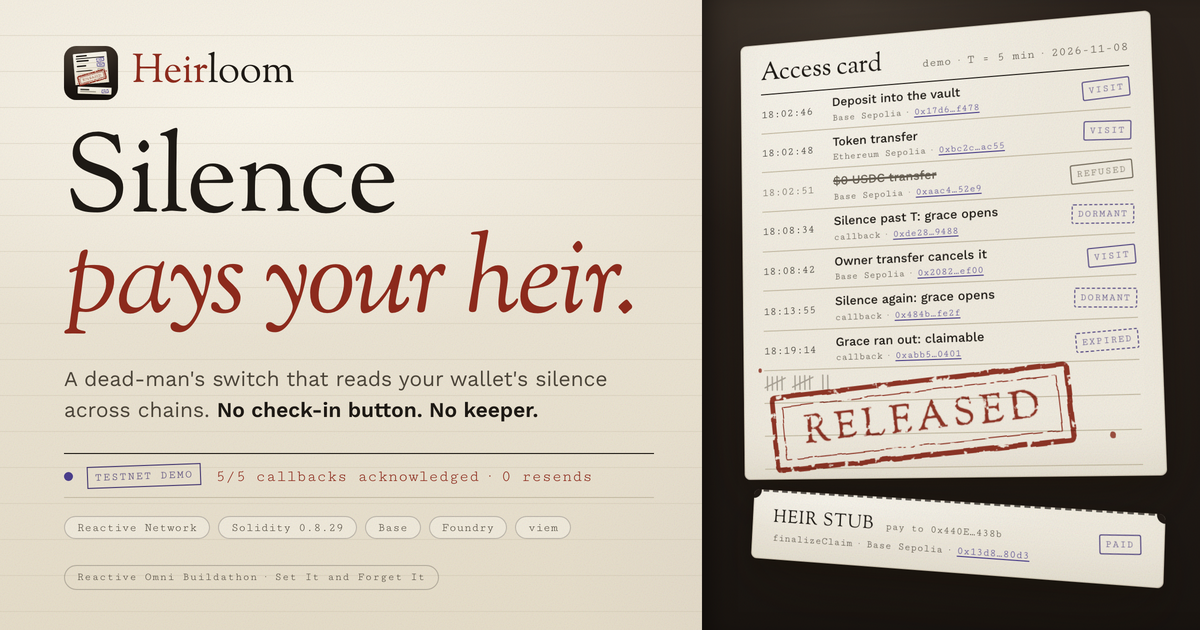 Heirloom
Silence
pays your heir.
A dead-man's switch that reads your wallet's silence
across chains. No check-in button. No keeper.
TESTNET DEMO 5/5 callbacks acknowledged · 0 resends
Reactive Network Solidity 0.8.29 Base Foundry viem
Reactive Omni Buildathon · Set It and Forget It
Access card demo · T = 5 min · 2026-11-08
18:02:46 Deposit into the vault VISIT
Base Sepolia · 0x17d6…f478
18:02:48 Token transfer VISIT
Ethereum Sepolia · 0xbc2c…ac55
18:02:51 $0 USDC transfer REFUSED
Base Sepolia · 0xaac4…52e9
18:08:34 Silence past T: grace opens DORMANT
callback · 0xde28…9488
18:08:42 Owner transfer cancels it VISIT
Base Sepolia · 0x2082…ef00
18:13:55 Silence again: grace opens DORMANT
callback · 0x484b…fe2f
18:19:14 Grace ran out: claimable EXPIRED
callback · 0xabb5…0401
RELEASED
HEIR STUB pay to 0x440E…438b
finalizeClaim · Base Sepolia · 0x13d8…80d3 PAID